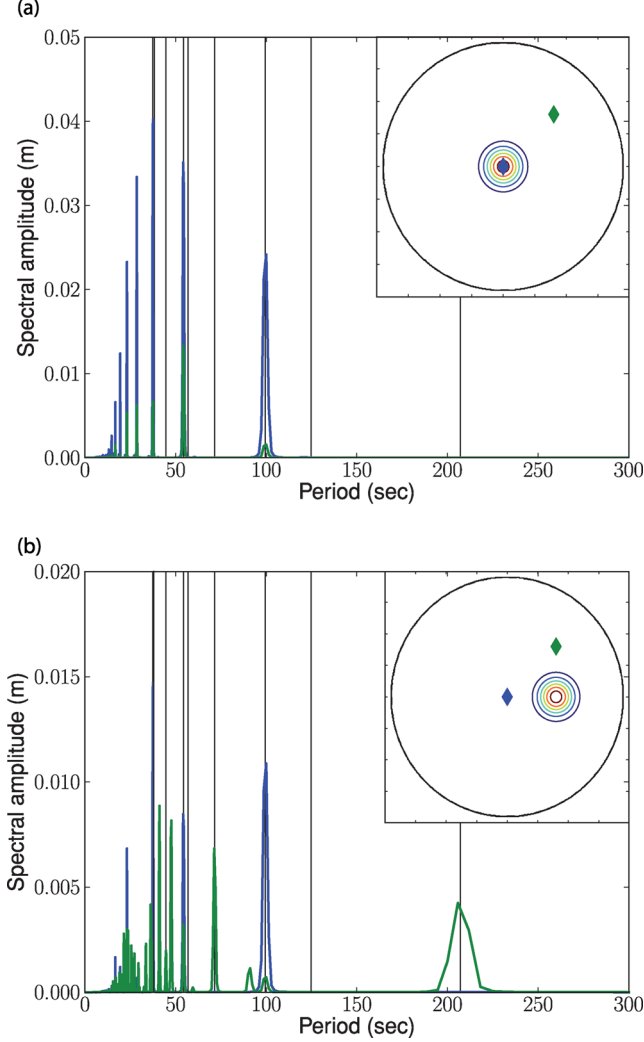 (a)
0.05
0.04
0.03
0.02
0.01
0.00
Spectral amplitude (m)
0 50 100 150 200 250 300
Period (sec)
(b)
0.020
0.015
0.010
0.005
0.000
Spectral amplitude (m)
0 50 100 150 200 250 300
Period (sec)